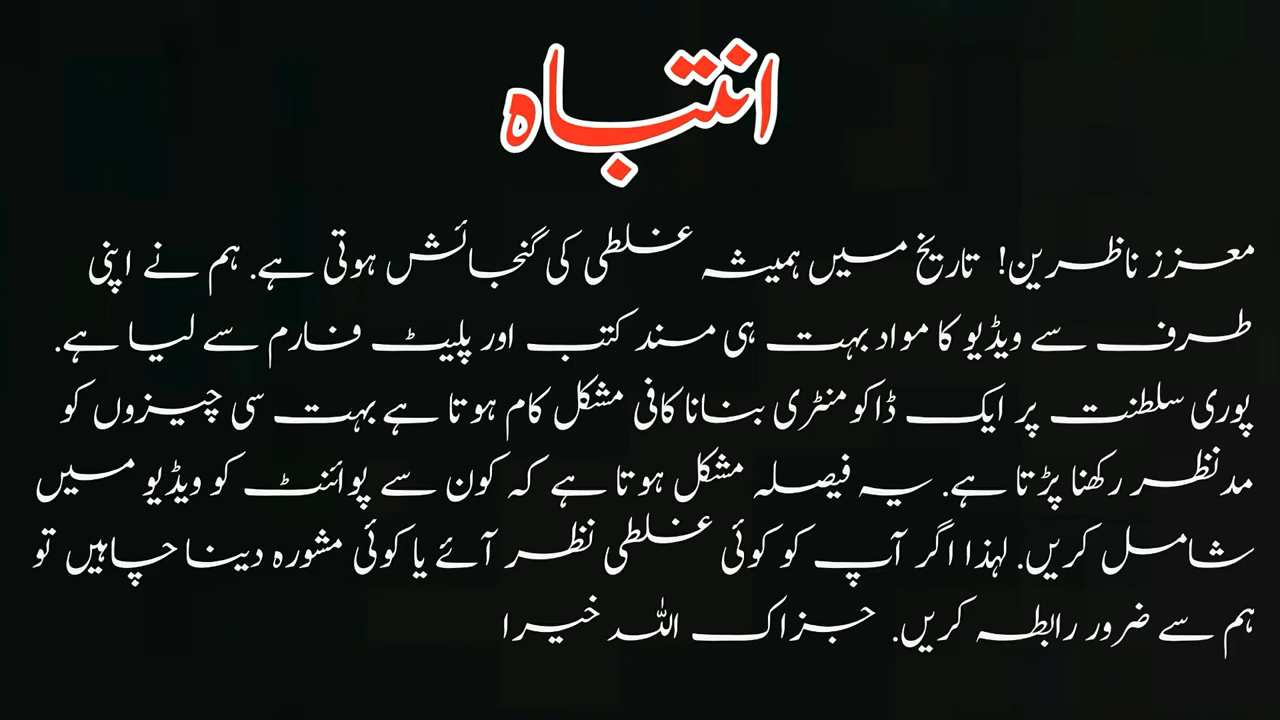 انتباہ
معزز ناظرین! تاریخ میں ہمیشہ غلطی کی گنجائش ہوتی ہے. ہم نے اپنی
طرف سے ویڈیو کا مواد بہت ہی مستند کتب اور پلیٹ فارم سے لیا ہے.
پوری سلطنت پر ایک ڈاکومنٹری بنانا کافی مشکل کام ہوتا ہے بہت سی چیزوں کو
مدنظر رکھنا پڑتا ہے. یہ فیصلہ مشکل ہوتا ہے کہ کون سے پوائنٹ کو ویڈیو میں
شامل کریں. لہذا اگر آپ کو کوئی غلطی نظر آئے یا کوئی مشورہ دینا چاہیں تو
ہم سے ضرور رابطہ کریں. جزاک اللہ خیرا